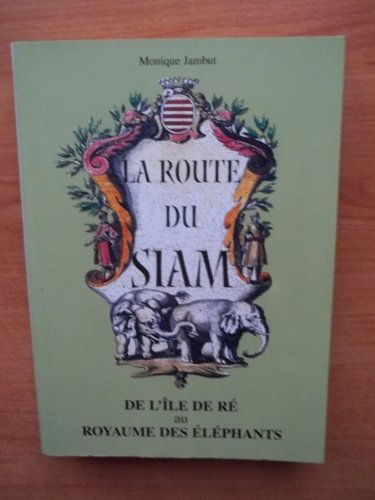 Monique Jambut
LA ROUTE
DU
SIAM
DE L'ÎLE DE RÉ
au
ROYAUME DES ÉLÉPHANTS